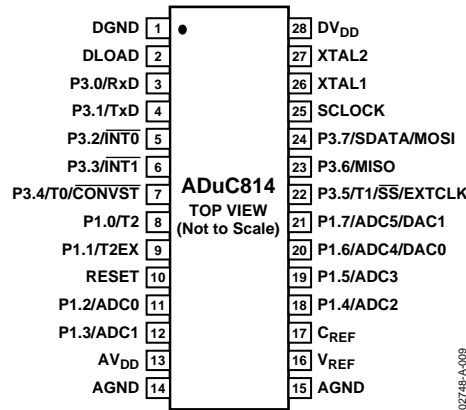 DGND 1
DLOAD 2
P3.0/RxD 3
P3.1/TxD 4
P3.2/I̅N̅T̅0̅ 5
P3.3/I̅N̅T̅1̅ 6
P3.4/T0/C̅O̅N̅V̅S̅T̅ 7
P1.0/T2 8
P1.1/T2EX 9
RESET 10
P1.2/ADC0 11
P1.3/ADC1 12
AVDD 13
AGND 14
ADuC814
TOP VIEW
(Not to Scale)
28 DVDD
27 XTAL2
26 XTAL1
25 SCLOCK
24 P3.7/SDATA/MOSI
23 P3.6/MISO
22 P3.5/T1/S̅S̅/EXTCLK
21 P1.7/ADC5/DAC1
20 P1.6/ADC4/DAC0
19 P1.5/ADC3
18 P1.4/ADC2
17 CREF
16 VREF
15 AGND
02748-A-009